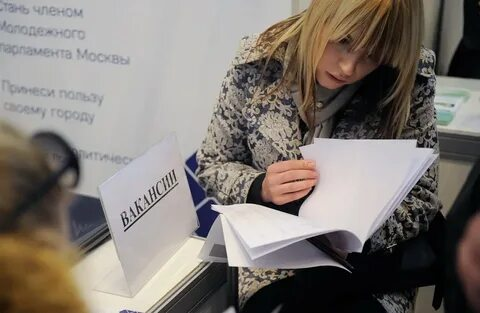 Стань членом
Молодежного
парламента Москвы
Принеси пользу
своему городу
ВАКАНСИИ